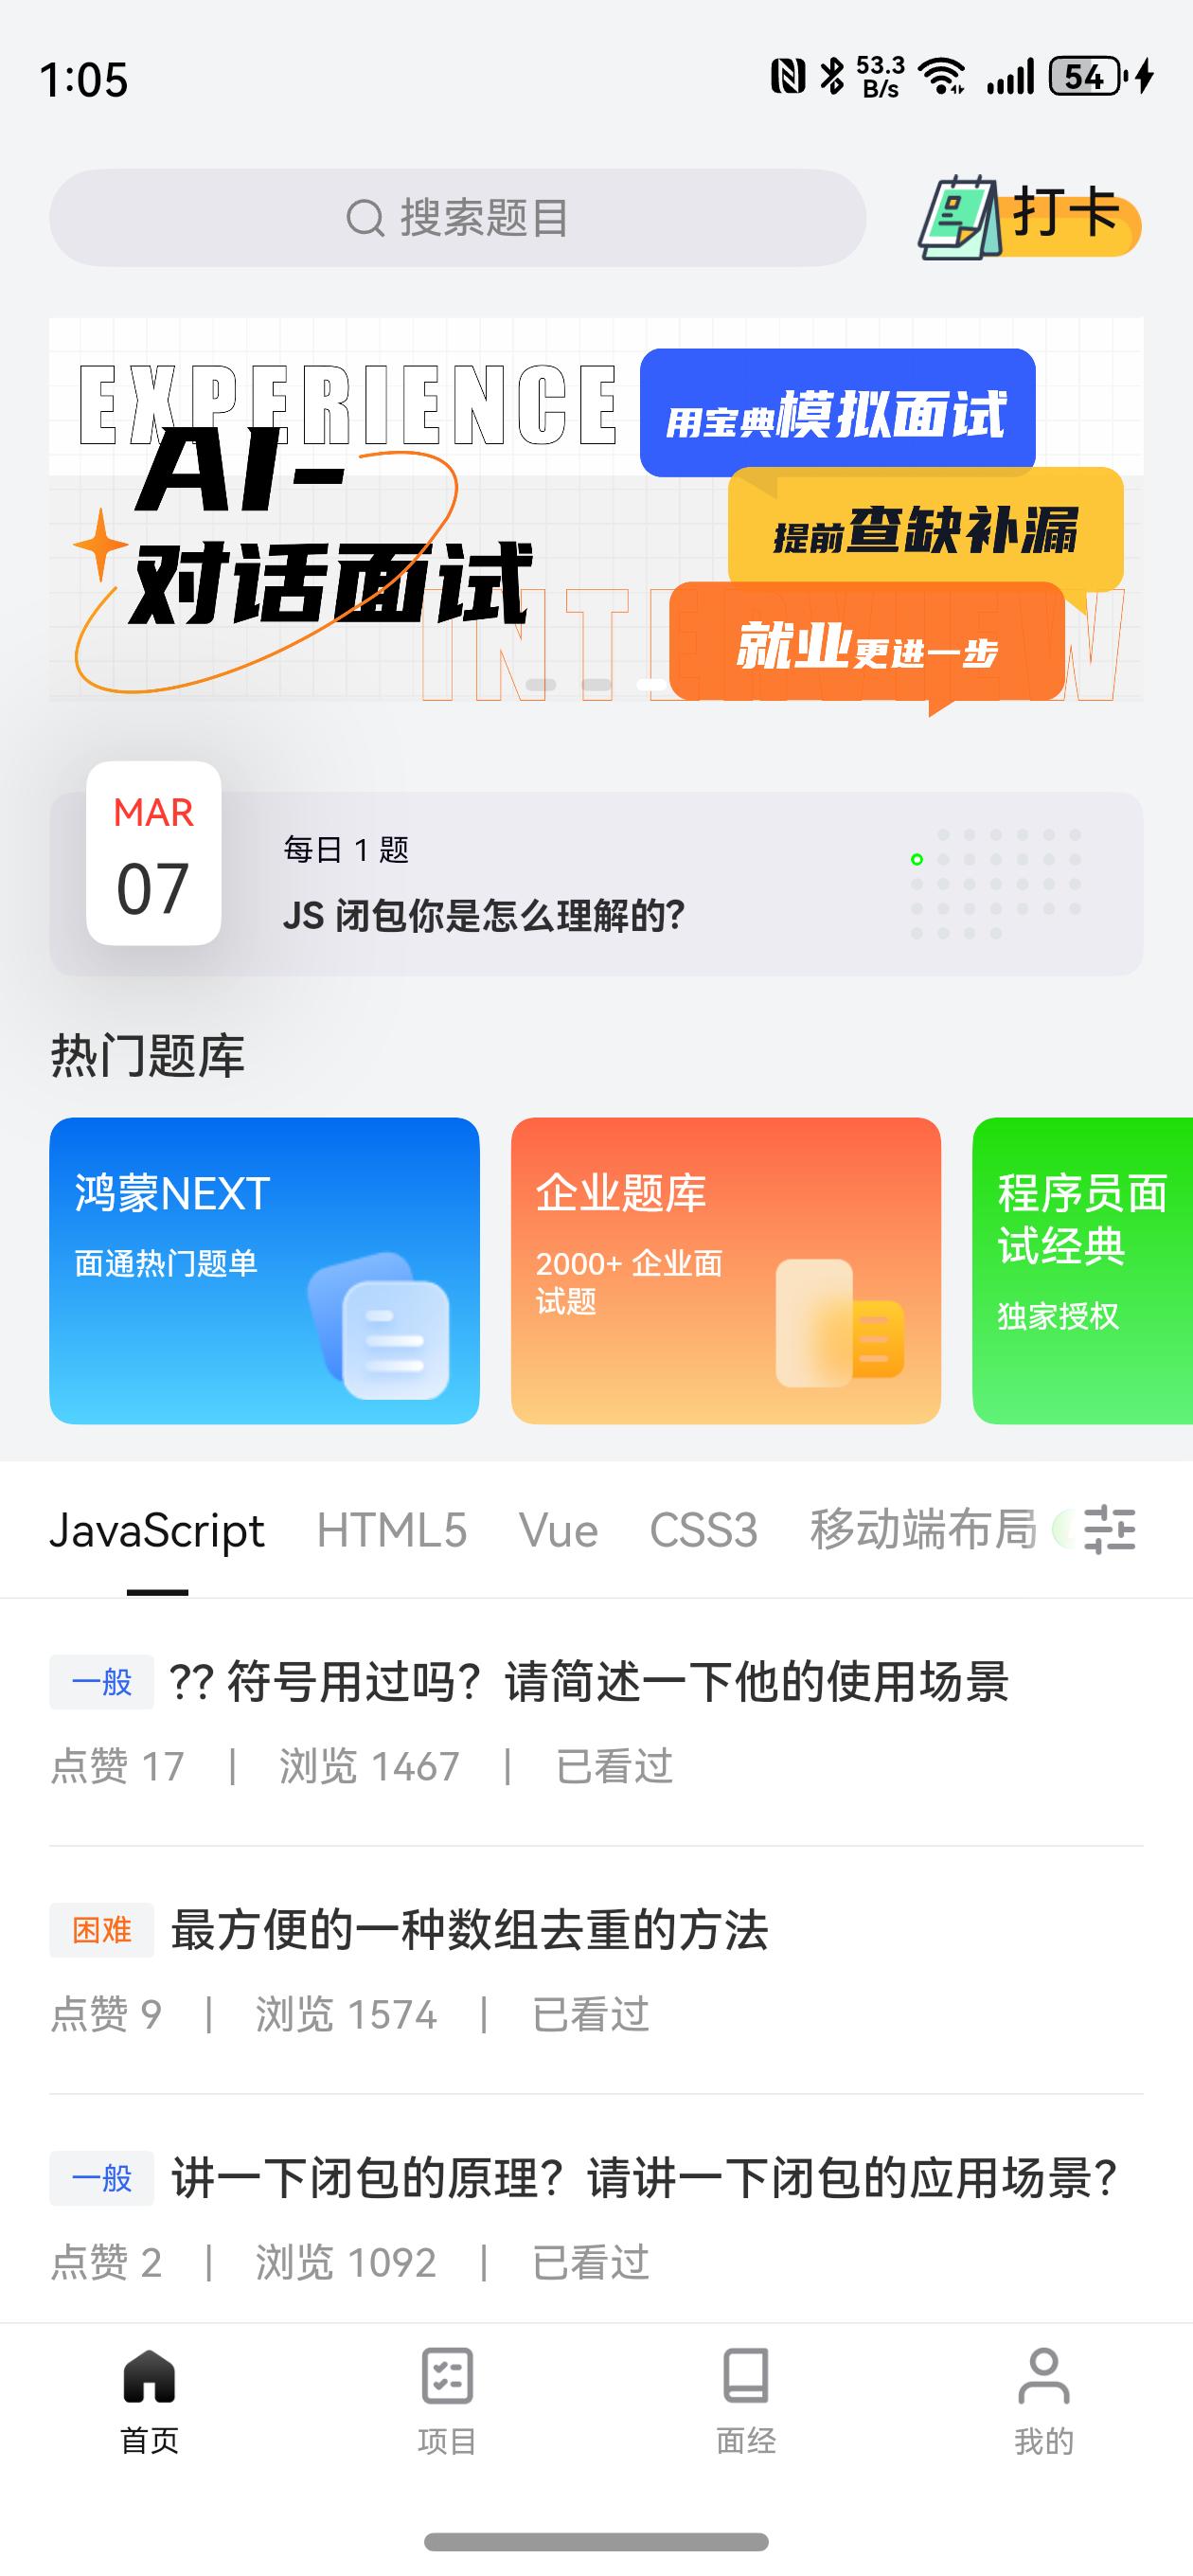 1:05
53.3
B/s
54
搜索题目
打卡
EXPERIENCE
AI-
对话面试
INTERVIEW
用宝典模拟面试
提前查缺补漏
就业更进一步
MAR
07
每日 1 题
JS 闭包你是怎么理解的?
热门题库
鸿蒙NEXT
面通热门题单
企业题库
2000+ 企业面
试题
程序员面
试经典
独家授权
JavaScript
HTML5
Vue
CSS3
移动端布局
一般
?? 符号用过吗？请简述一下他的使用场景
点赞 17 | 浏览 1467 | 已看过
困难
最方便的一种数组去重的方法
点赞 9 | 浏览 1574 | 已看过
一般
讲一下闭包的原理？请讲一下闭包的应用场景？
点赞 2 | 浏览 1092 | 已看过
首页
项目
面经
我的